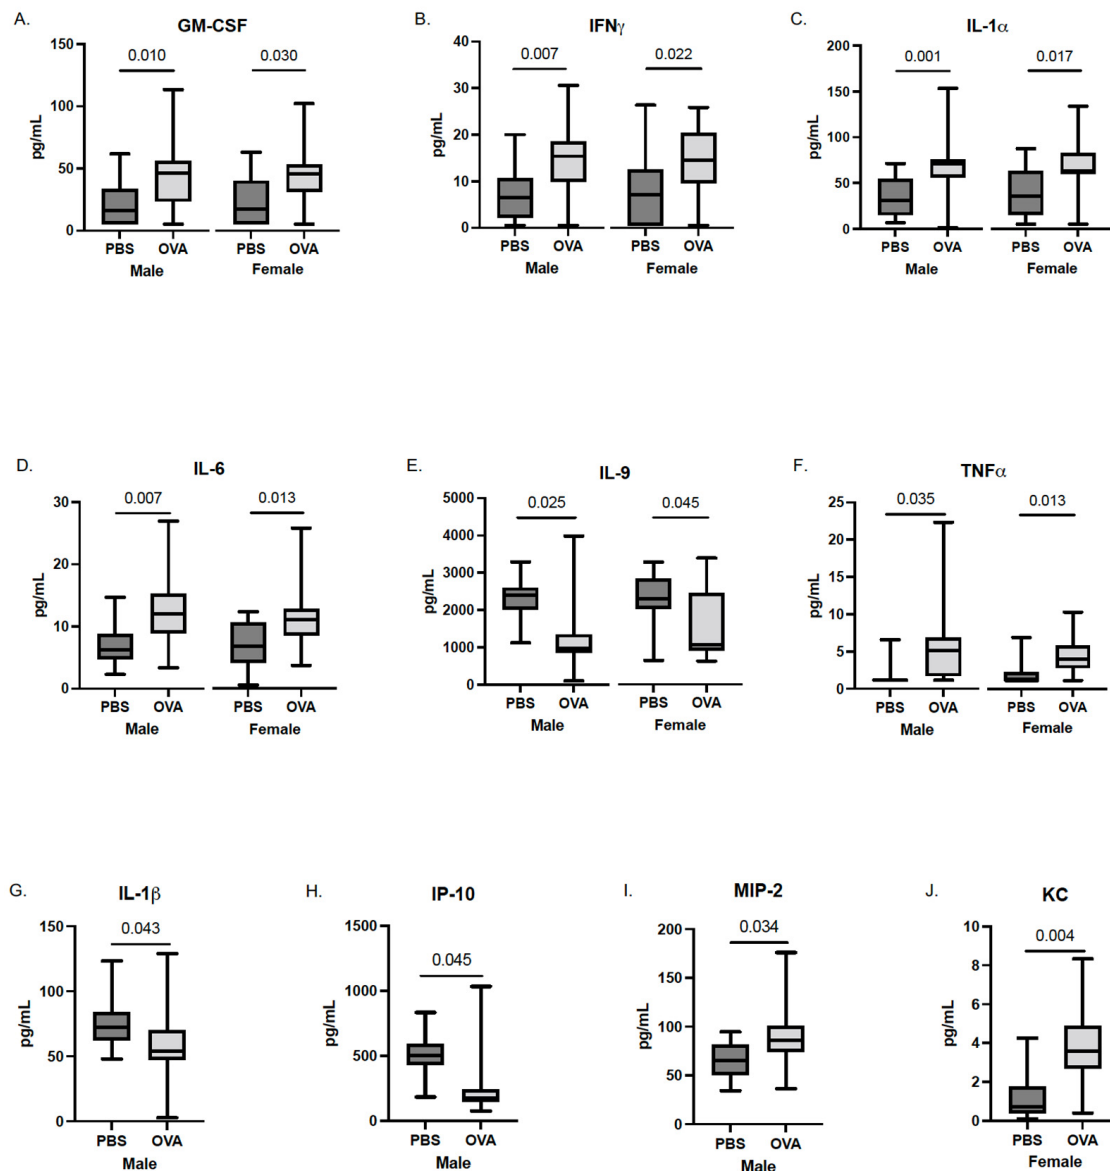 A.
GM-CSF
pg/mL
150
100
50
0
0.010
0.030
PBS OVA PBS OVA
Male Female
B.
IFNγ
pg/mL
40
30
20
10
0
0.007
0.022
PBS OVA PBS OVA
Male Female
C.
IL-1α
pg/mL
200
150
100
50
0
0.001
0.017
PBS OVA PBS OVA
Male Female
D.
IL-6
pg/mL
30
20
10
0
0.007
0.013
PBS OVA PBS OVA
Male Female
E.
IL-9
pg/mL
5000
4000
3000
2000
1000
0
0.025
0.045
PBS OVA PBS OVA
Male Female
F.
TNFα
pg/mL
25
20
15
10
5
0
0.035
0.013
PBS OVA PBS OVA
Male Female
G.
IL-1β
pg/mL
150
100
50
0
0.043
PBS OVA
Male
H.
IP-10
pg/mL
1500
1000
500
0
0.045
PBS OVA
Male
I.
MIP-2
pg/mL
200
150
100
50
0
0.034
PBS OVA
Male
J.
KC
pg/mL
10
8
6
4
2
0
0.004
PBS OVA
Female